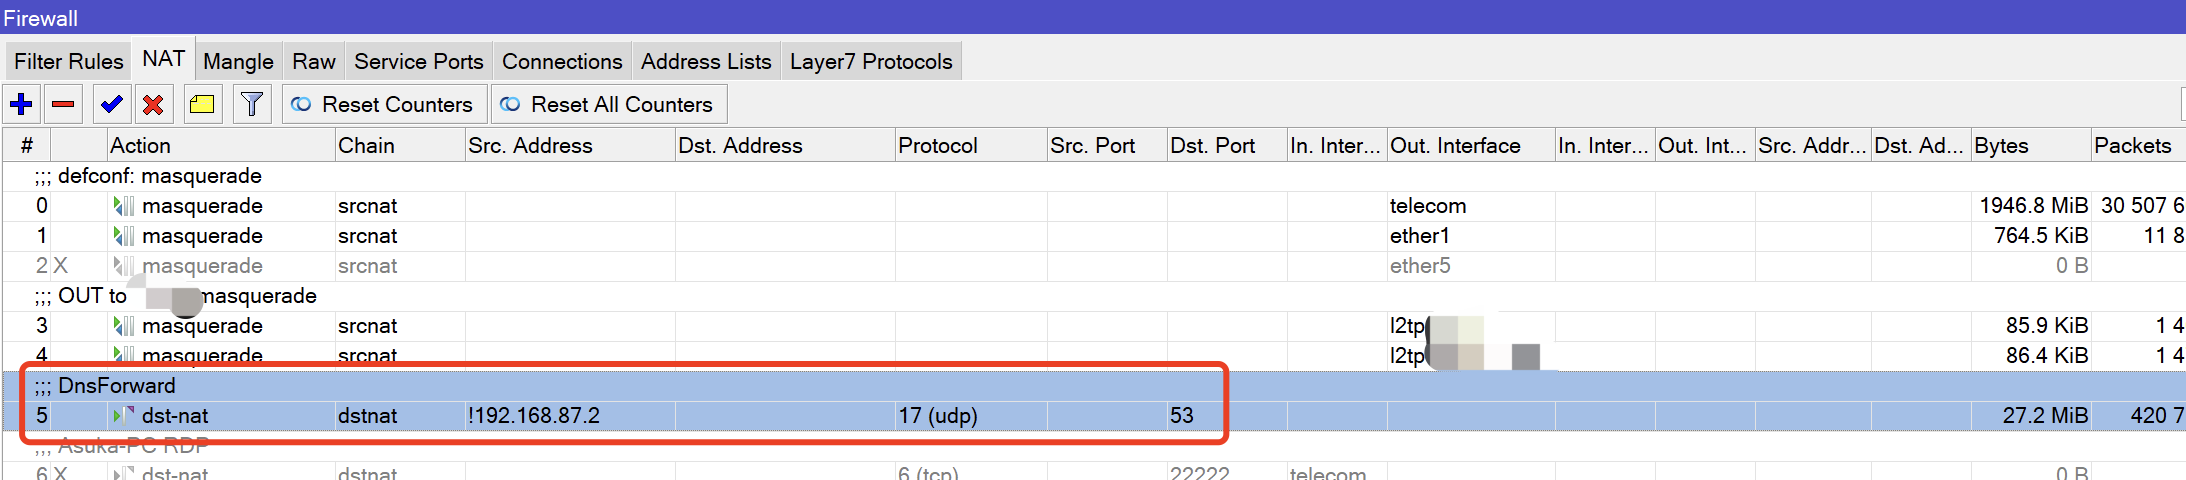 Firewall
Filter Rules NAT Mangle Raw Service Ports Connections Address Lists Layer7 Protocols
Reset Counters Reset All Counters
# Action Chain Src. Address Dst. Address Protocol Src. Port Dst. Port In. Inter... Out. Interface In. Inter... Out. Int... Src. Addr... Dst. Ad... Bytes Packets
;;; defconf: masquerade
0 masquerade srcnat telecom 1946.8 MiB 30 507 6
1 masquerade srcnat ether1 764.5 KiB 11 8
2 X masquerade srcnat ether5 0 B
;;; OUT to masquerade
3 masquerade srcnat l2tp 85.9 KiB 1 4
4 masquerade srcnat l2tp 86.4 KiB 1 4
;;; DnsForward
5 dst-nat dstnat !192.168.87.2 17 (udp) 53 27.2 MiB 420 7
;;; Asuka-PC RDP
6 X dst-nat dstnat 6 (tcp) 22222 telecom 0 B